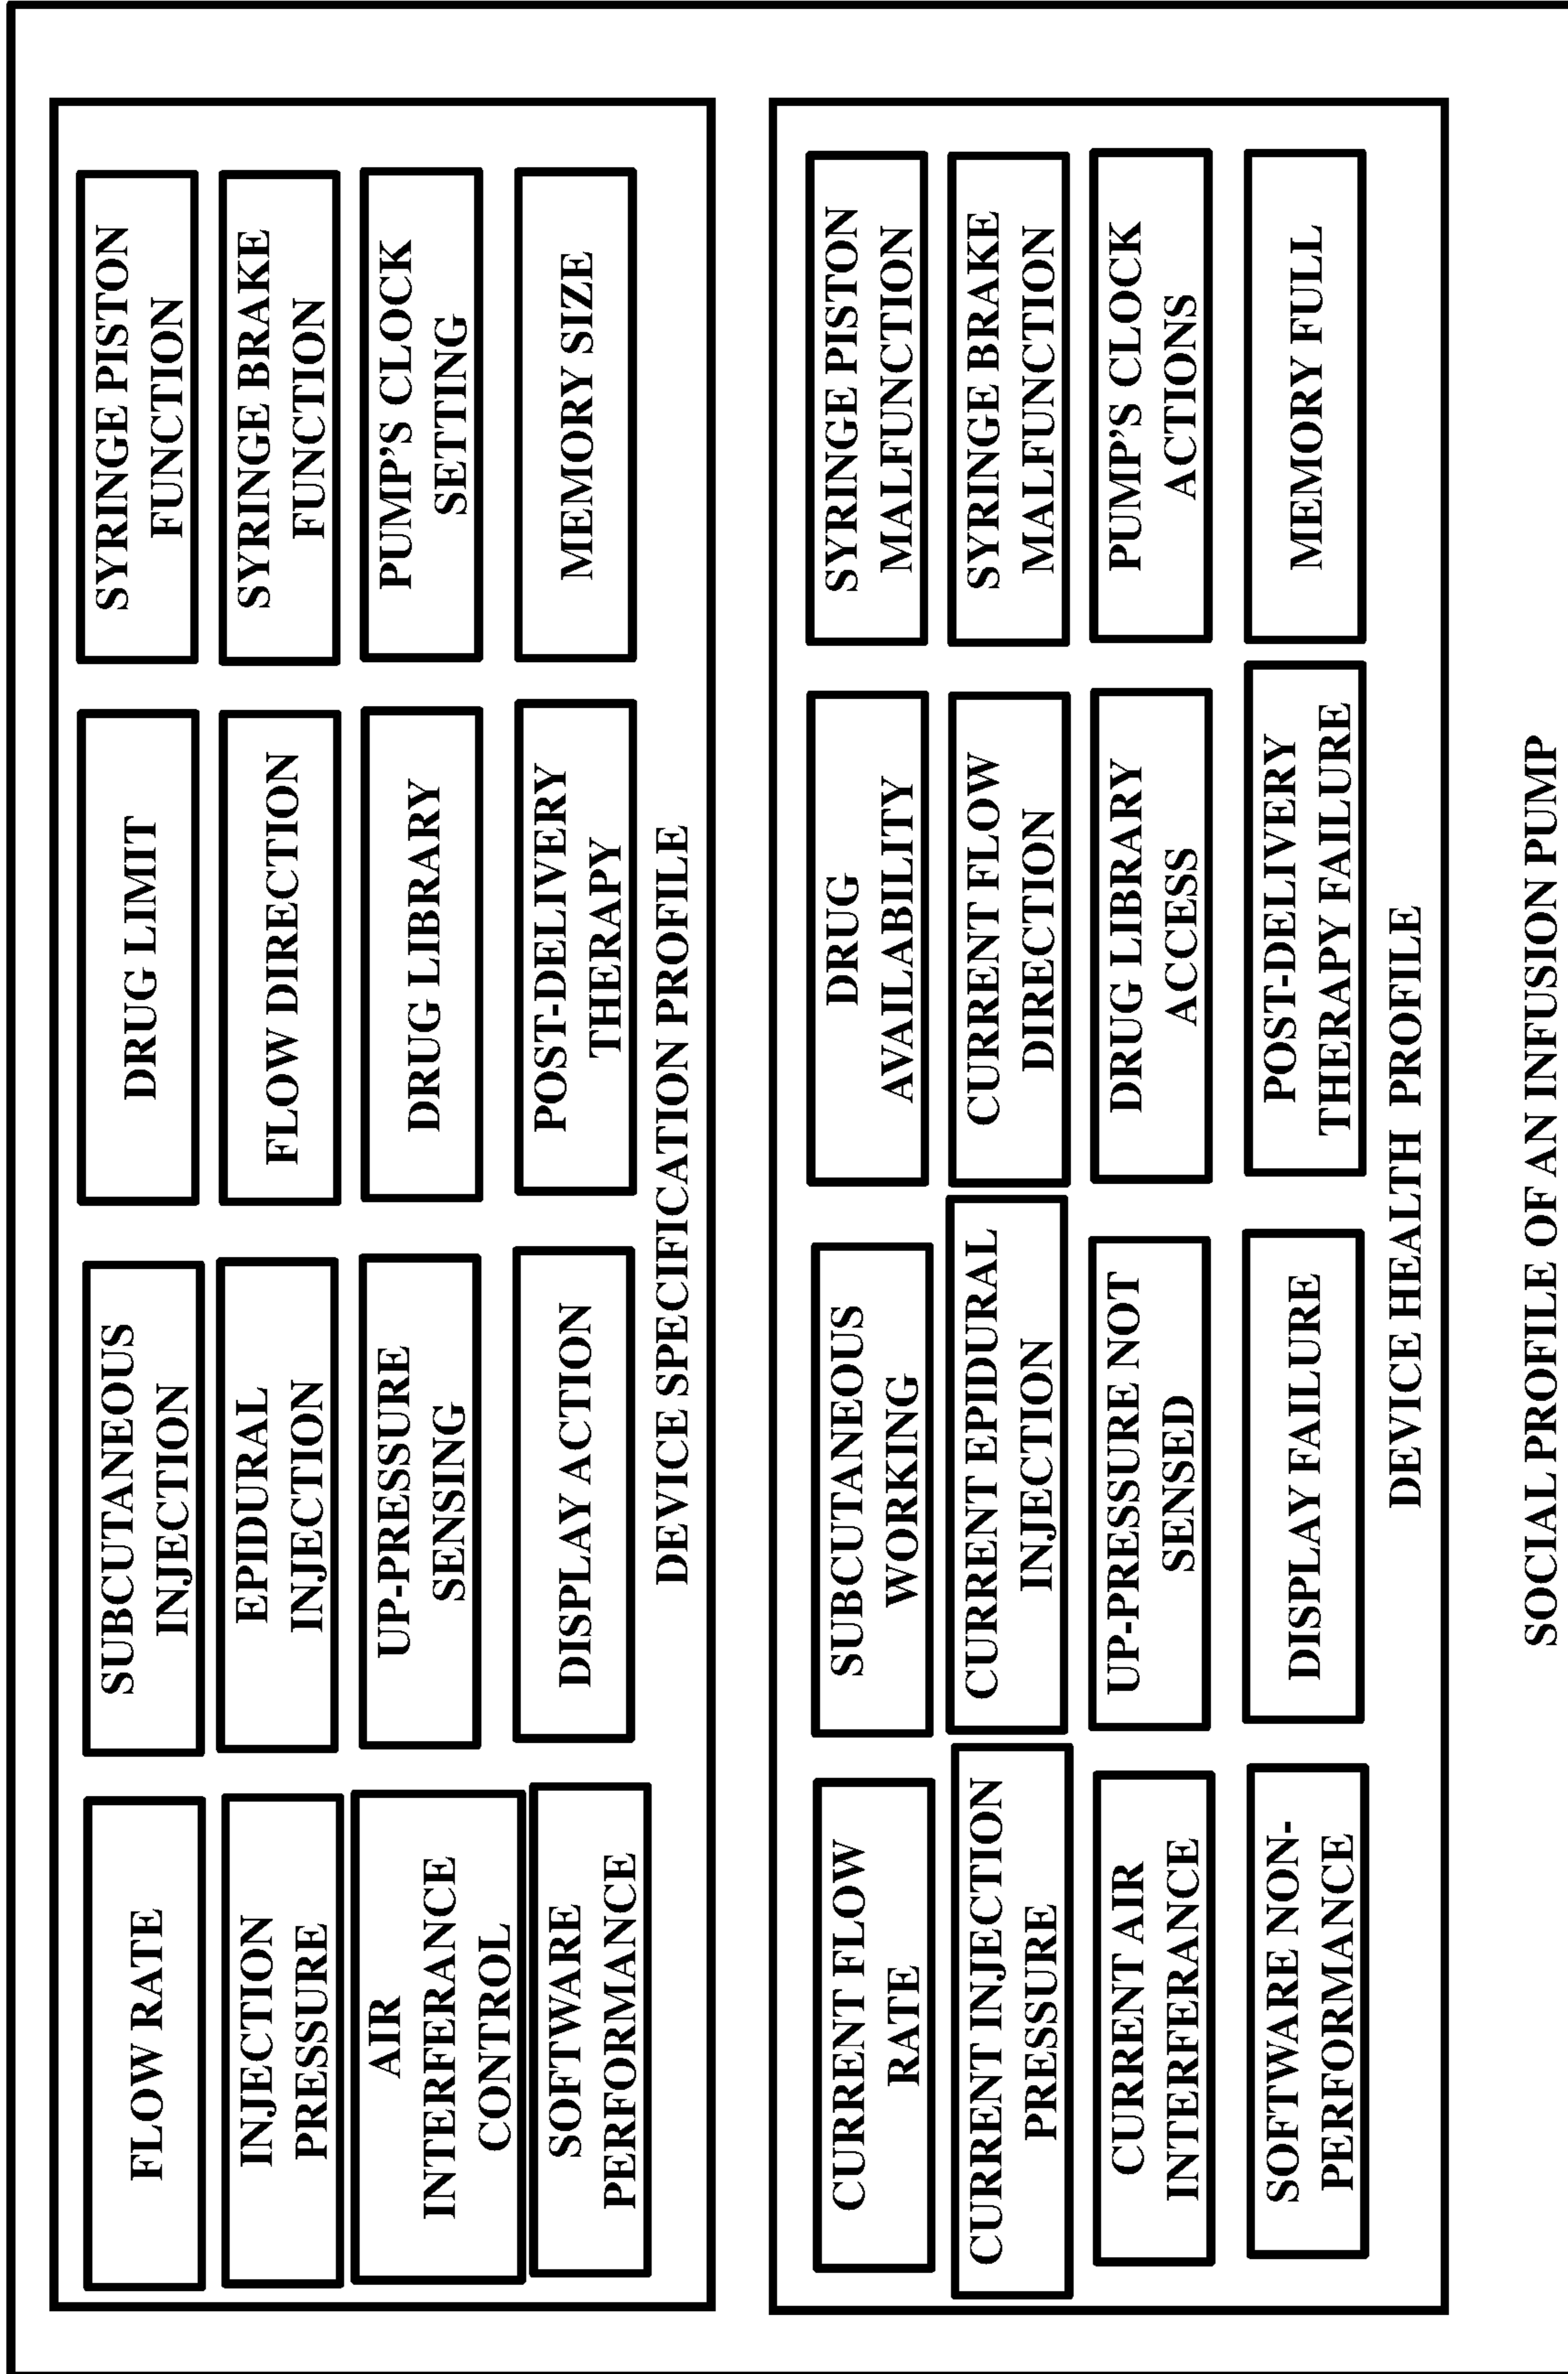 FLOW RATE
SUBCUTANEOUS
INJECTION
DRUG LIMIT
SYRINGE PISTON
FUNCTION
INJECTION
PRESSURE
EPIDURAL
INJECTION
FLOW DIRECTION
SYRINGE BRAKE
FUNCTION
AIR
INTERFERANCE
CONTROL
UP-PRESSURE
SENSING
DRUG LIBRARY
PUMP'S CLOCK
SETTING
SOFTWARE
PERFORMANCE
DISPLAY ACTION
POST-DELIVERY
THERAPY
MEMORY SIZE
DEVICE SPECIFICATION PROFILE
CURRENT FLOW
RATE
SUBCUTANEOUS
WORKING
DRUG
AVAILABILITY
SYRINGE PISTON
MALFUNCTION
CURRENT INJECTION
PRESSURE
CURRENT EPIDURAL
INJECTION
CURRENT FLOW
DIRECTION
SYRINGE BRAKE
MALFUNCTION
CURRENT AIR
INTERFERANCE
UP-PRESSURE NOT
SENSED
DRUG LIBRARY
ACCESS
PUMP'S CLOCK
ACTIONS
SOFTWARE NON-
PERFORMANCE
DISPLAY FAILURE
POST-DELIVERY
THERAPY FAILURE
MEMORY FULL
DEVICE HEALTH PROFILE
SOCIAL PROFILE OF AN INFUSION PUMP